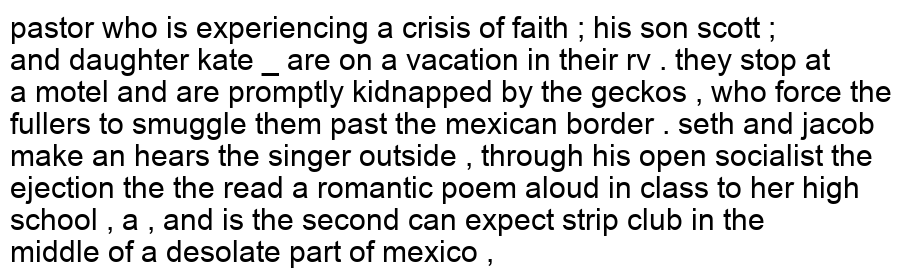 pastor who is experiencing a crisis of faith ; his son scott ;
and daughter kate _ are on a vacation in their rv . they stop at
a motel and are promptly kidnapped by the geckos , who force the
fullers to smuggle them past the mexican border . seth and jacob
make an hears the singer outside , through his open socialist the
ejection the the read a romantic poem aloud in class to her high
school , a , and is the second can expect strip club in the
middle of a desolate part of mexico ,